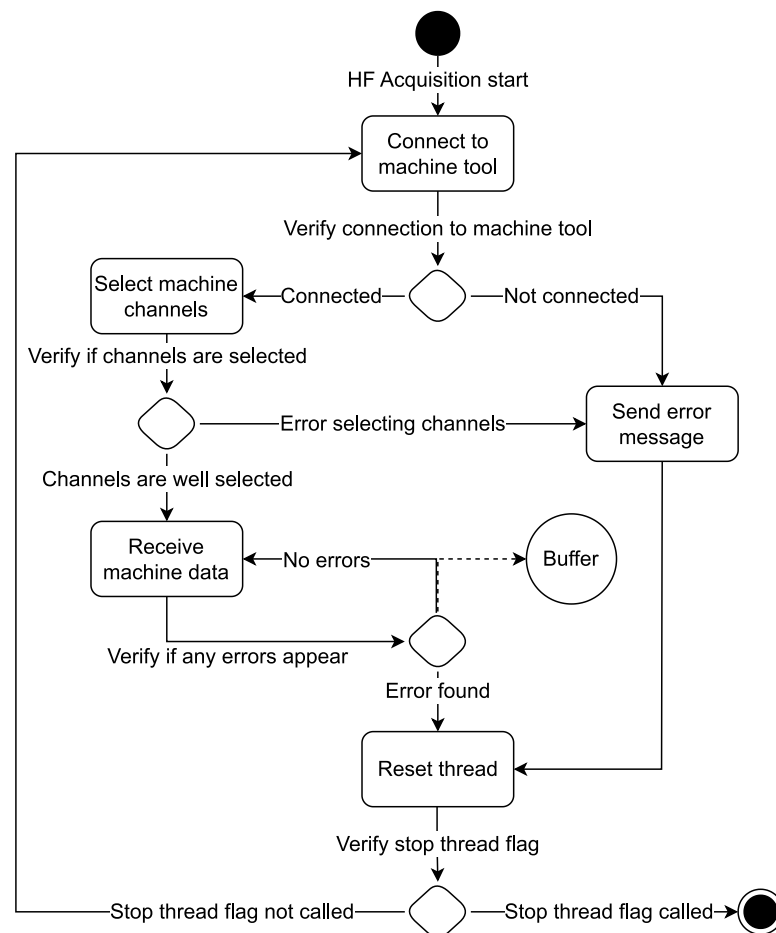 HF Acquisition start
Connect to
machine tool
Verify connection to machine tool
Select machine
channels
Connected
Not connected
Verify if channels are selected
Send error
message
Error selecting channels
Channels are well selected
Receive
machine data
No errors
Buffer
Verify if any errors appear
Error found
Reset thread
Verify stop thread flag
Stop thread flag not called
Stop thread flag called